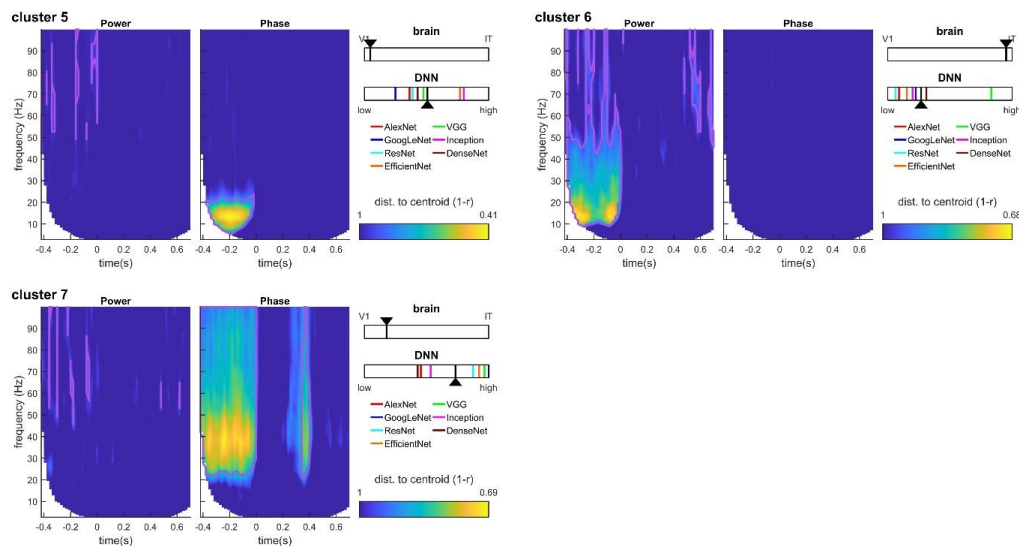 cluster 5
Power
Phase
frequency (Hz)
90
80
70
60
50
40
30
20
10
-0.4 -0.2 0 0.2 0.4 0.6
time(s)
-0.4 -0.2 0 0.2 0.4 0.6
time(s)
brain
V1 IT
DNN
low high
AlexNet VGG
GoogLeNet Inception
ResNet DenseNet
EfficientNet
dist. to centroid (1-r)
1 0.41
cluster 6
Power
Phase
frequency (Hz)
90
80
70
60
50
40
30
20
10
-0.4 -0.2 0 0.2 0.4 0.6
time(s)
-0.4 -0.2 0 0.2 0.4 0.6
time(s)
brain
V1 IT
DNN
low high
AlexNet VGG
GoogLeNet Inception
ResNet DenseNet
EfficientNet
dist. to centroid (1-r)
1 0.68
cluster 7
Power
Phase
frequency (Hz)
90
80
70
60
50
40
30
20
10
-0.4 -0.2 0 0.2 0.4 0.6
time(s)
-0.4 -0.2 0 0.2 0.4 0.6
time(s)
brain
V1 IT
DNN
low high
AlexNet VGG
GoogLeNet Inception
ResNet DenseNet
EfficientNet
dist. to centroid (1-r)
1 0.69